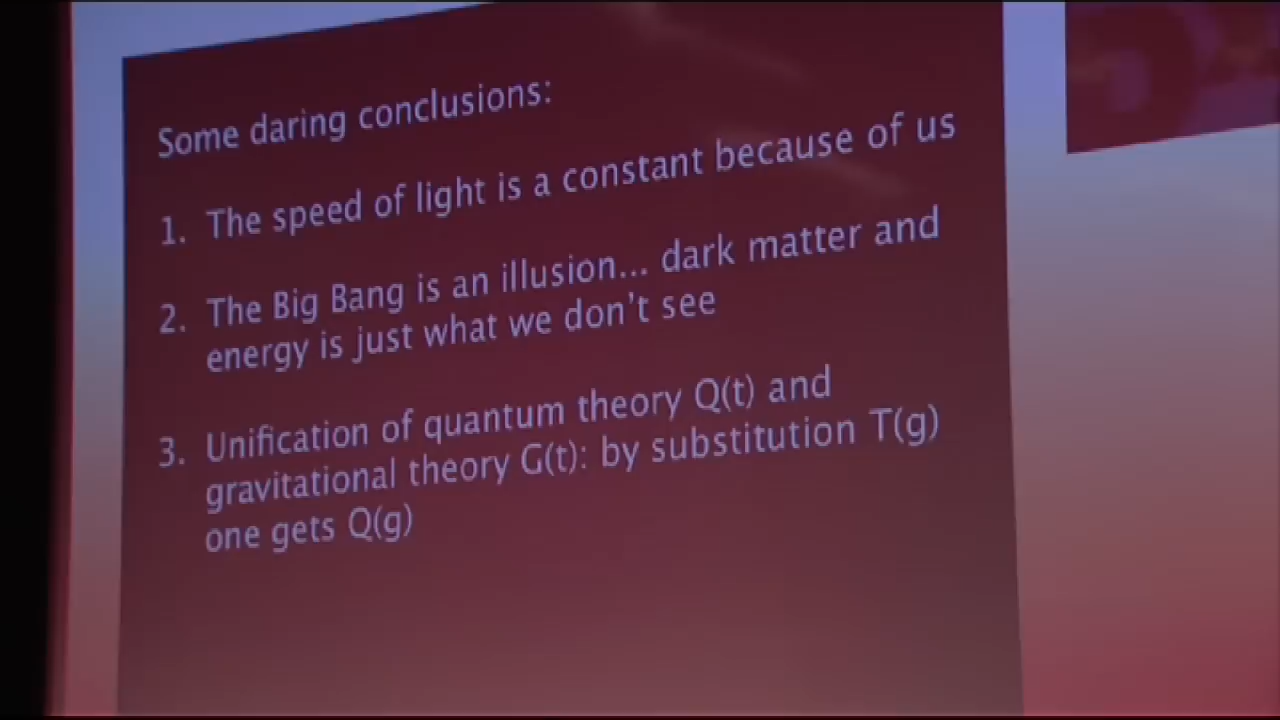 Some daring conclusions:
1. The speed of light is a constant because of us
2. The Big Bang is an illusion... dark matter and
energy is just what we don't see
3. Unification of quantum theory Q(t) and
gravitational theory G(t): by substitution T(g)
one gets Q(g)